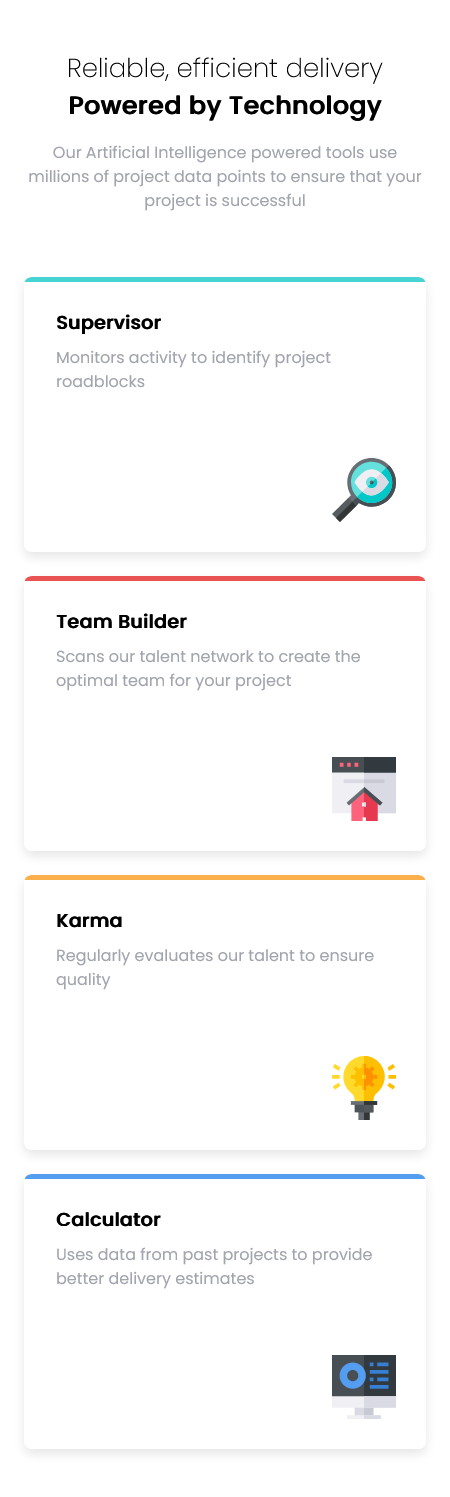 Reliable, efficient delivery
Powered by Technology
Our Artificial Intelligence powered tools use
millions of project data points to ensure that your
project is successful
Supervisor
Monitors activity to identify project
roadblocks
Team Builder
Scans our talent network to create the
optimal team for your project
Karma
Regularly evaluates our talent to ensure
quality
Calculator
Uses data from past projects to provide
better delivery estimates